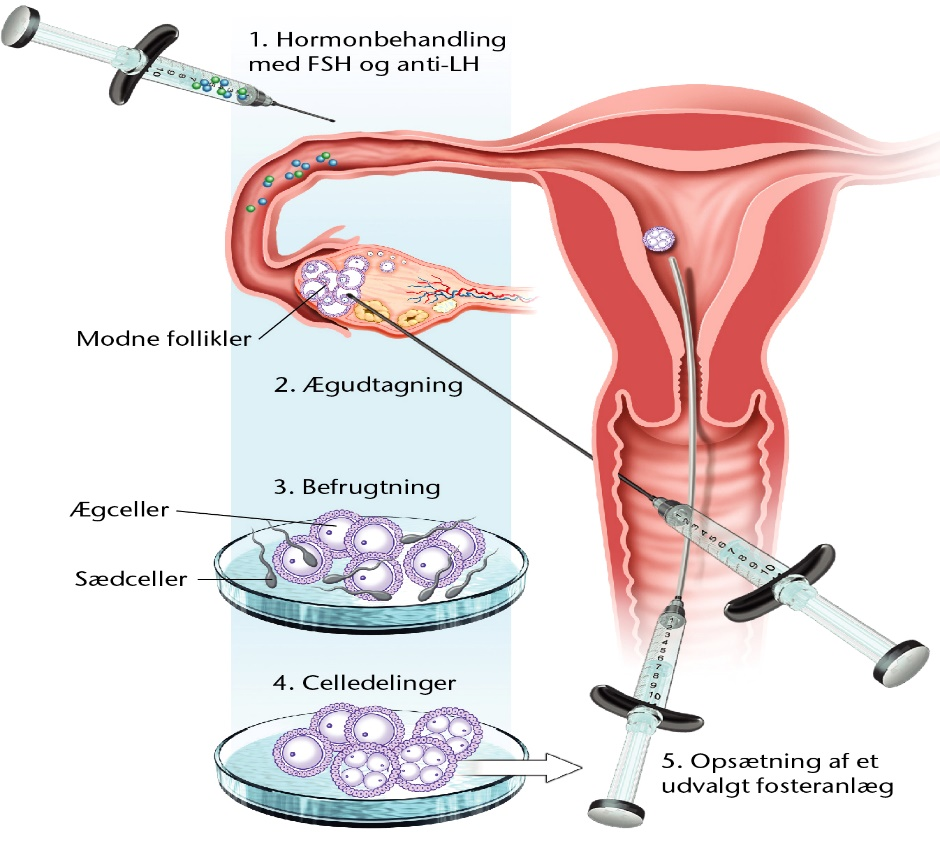 1. Hormonbehandling
med FSH og anti-LH
Modne follikler
2. Ægudtagning
3. Befrugtning
Ægceller
Sædceller
4. Celledelinger
5. Opsætning af et
udvalgt fosteranlæg